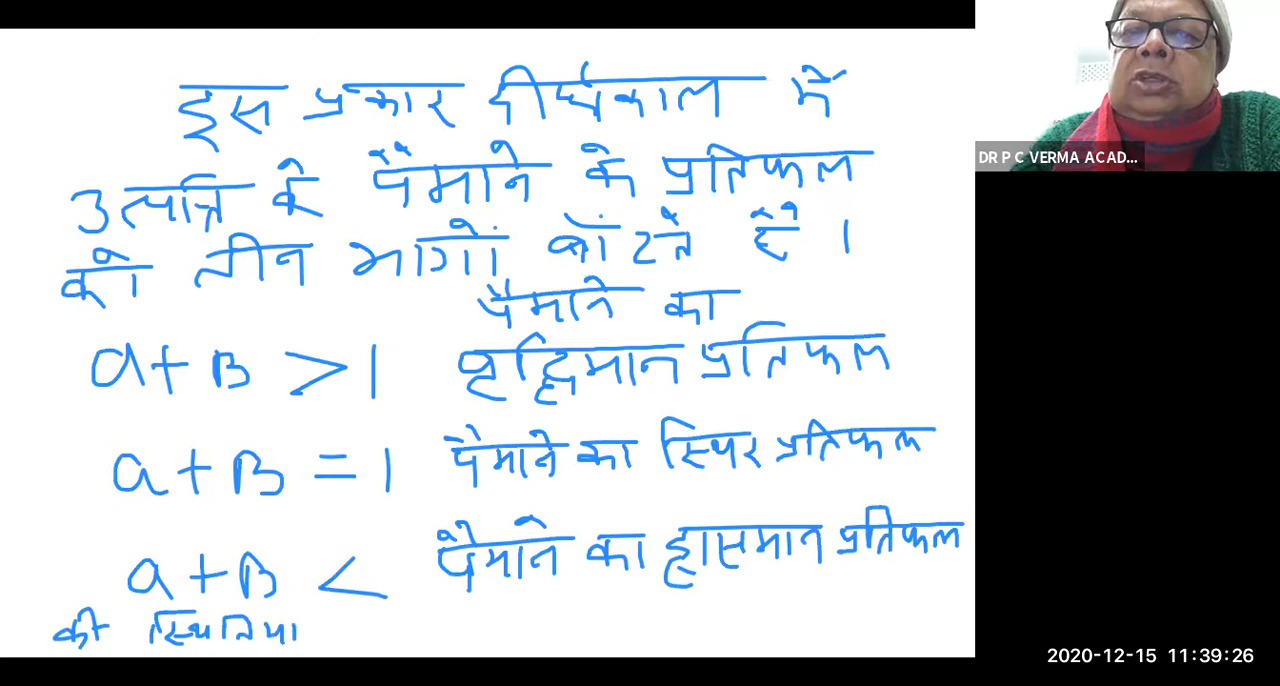 इस प्रकार दीर्घकाल में
उत्पत्ति के पैमाने के प्रतिफल
को तीन भागों बाँटते हैं।
पैमाने का
a+B >1 वृद्धिमान प्रतिफल
a+B =1 पैमाने का स्थिर प्रतिफल
a+B < पैमाने का ह्रासमान प्रतिफल
की स्थितिया
DR P C VERMA ACAD...
2020-12-15 11:39:26